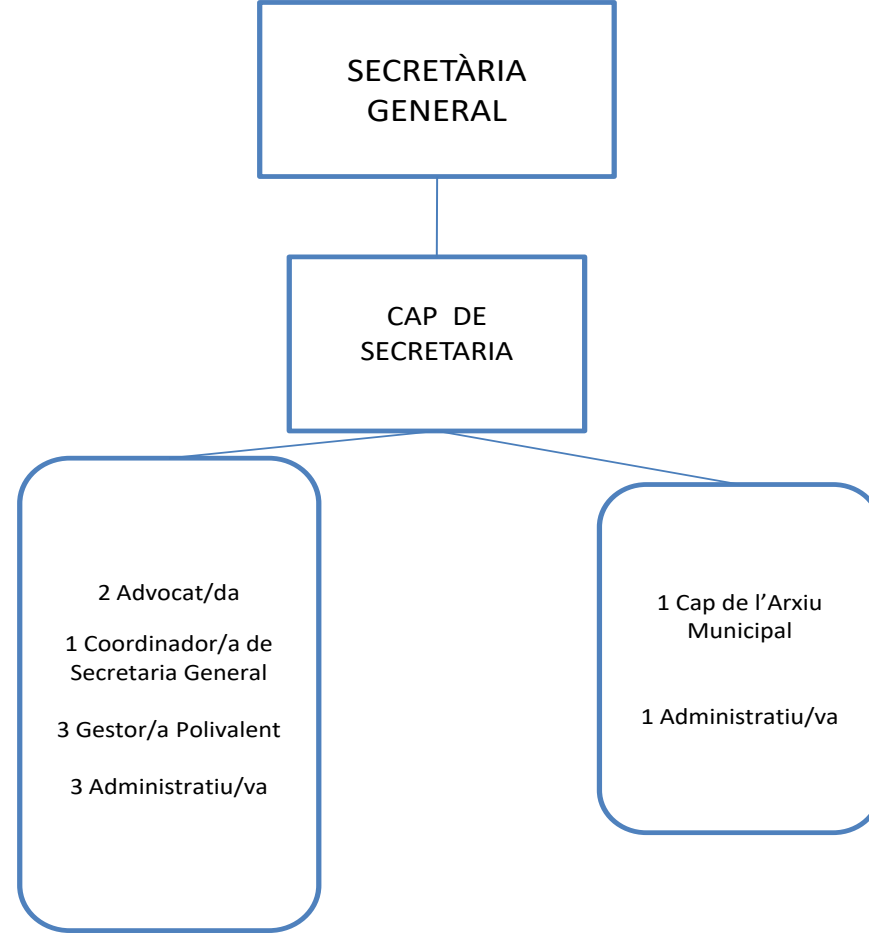 SECRETÀRIA
GENERAL
CAP DE
SECRETARIA
2 Advocat/da
1 Coordinador/a de
Secretaria General
3 Gestor/a Polivalent
3 Administratiu/va
1 Cap de l’Arxiu
Municipal
1 Administratiu/va